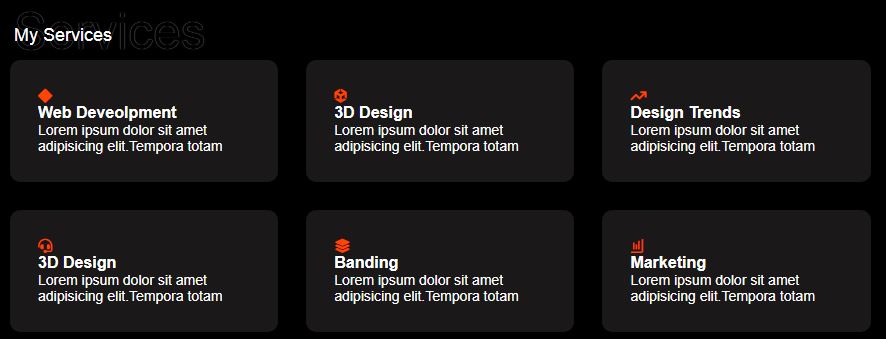 Services
My Services
Web Deveolpment
Lorem ipsum dolor sit amet
adipisicing elit.Tempora totam
3D Design
Lorem ipsum dolor sit amet
adipisicing elit.Tempora totam
Design Trends
Lorem ipsum dolor sit amet
adipisicing elit.Tempora totam
3D Design
Lorem ipsum dolor sit amet
adipisicing elit.Tempora totam
Banding
Lorem ipsum dolor sit amet
adipisicing elit.Tempora totam
Marketing
Lorem ipsum dolor sit amet
adipisicing elit.Tempora totam